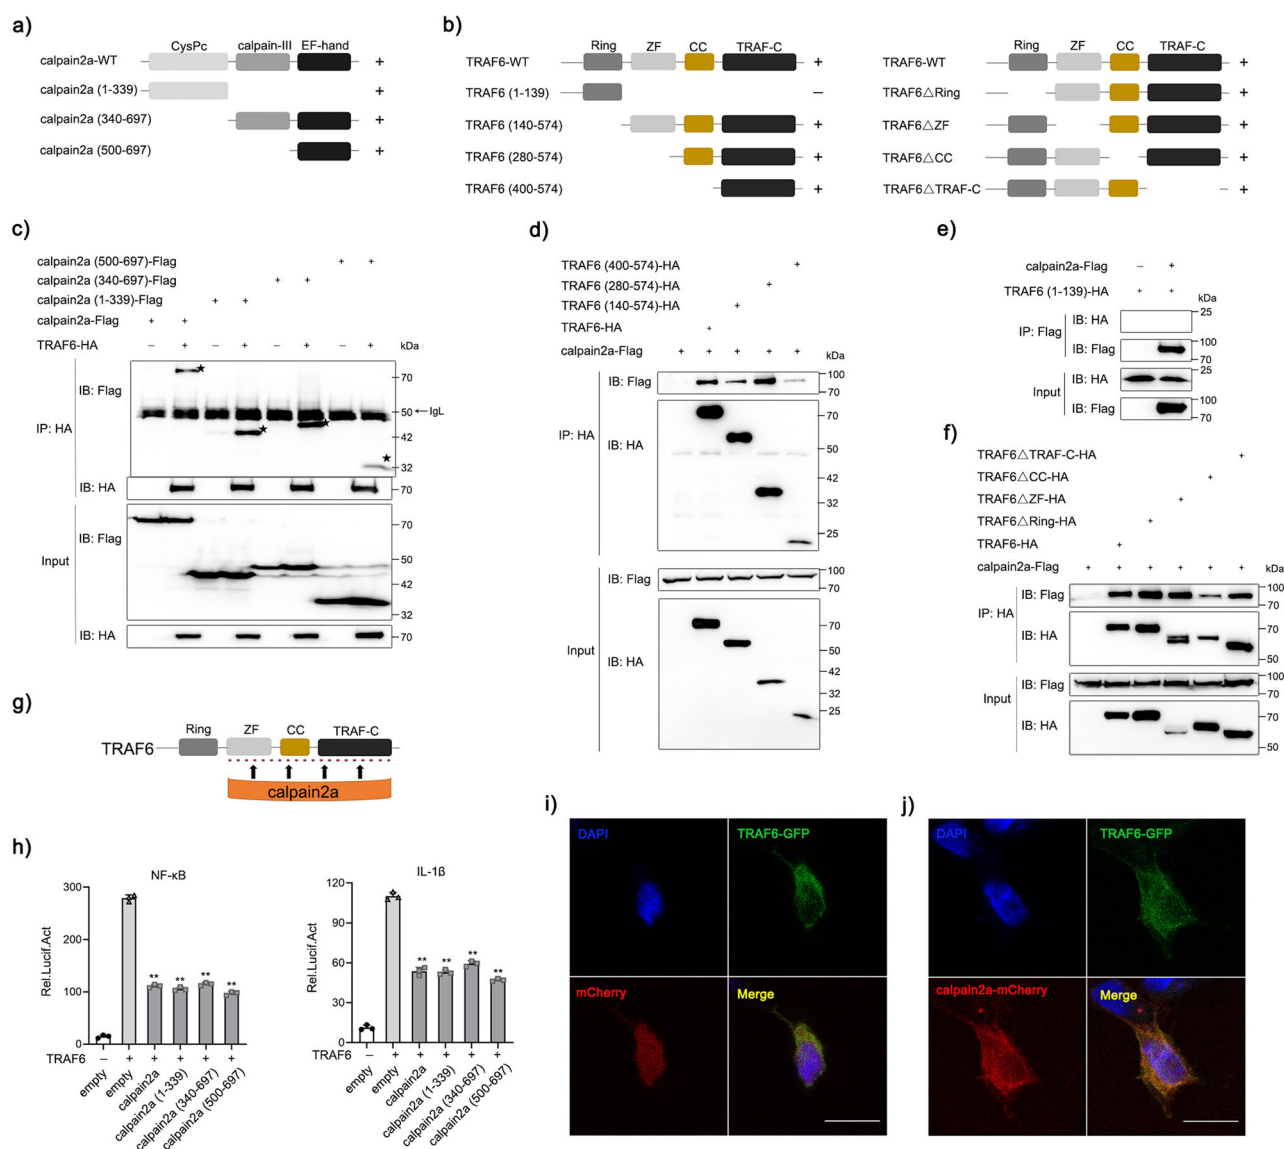 a)
CysPc calpain-III EF-hand
calpain2a-WT +
calpain2a (1-339) +
calpain2a (340-697) +
calpain2a (500-697) +
b)
Ring ZF CC TRAF-C
TRAF6-WT +
TRAF6 (1-139) –
TRAF6 (140-574) +
TRAF6 (280-574) +
TRAF6 (400-574) +
Ring ZF CC TRAF-C
TRAF6-WT +
TRAF6△Ring +
TRAF6△ZF +
TRAF6△CC +
TRAF6△TRAF-C +
c)
calpain2a (500-697)-Flag + +
calpain2a (340-697)-Flag + +
calpain2a (1-339)-Flag + +
calpain2a-Flag + +
TRAF6-HA – + – + – + – + kDa
IP: HA
IB: Flag
70
50 ←IgL
42
32
IB: HA 70
Input
IB: Flag
70
50
42
32
IB: HA 70
d)
TRAF6 (400-574)-HA +
TRAF6 (280-574)-HA +
TRAF6 (140-574)-HA +
TRAF6-HA +
calpain2a-Flag + + + + + kDa
IP: HA
IB: Flag 100
70
IB: HA
70
50
42
32
25
Input
IB: Flag 100
70
IB: HA
70
50
42
32
25
e)
calpain2a-Flag – +
TRAF6 (1-139)-HA + +
kDa
IP: Flag
IB: HA 25
IB: Flag 100
70
Input
IB: HA 25
IB: Flag 100
70
f)
TRAF6△TRAF-C-HA +
TRAF6△CC-HA +
TRAF6△ZF-HA +
TRAF6△Ring-HA +
TRAF6-HA +
calpain2a-Flag + + + + + + kDa
IP: HA
IB: Flag 100
70
IB: HA 70
50
Input
IB: Flag 100
70
IB: HA 70
50
g)
Ring ZF CC TRAF-C
TRAF6
calpain2a
h)
NF-κB
Rel.Lucif.Act
300
200
100
0
** ** ** **
TRAF6 – + + + + +
empty
empty
calpain2a
calpain2a (1-339)
calpain2a (340-697)
calpain2a (500-697)
IL-1β
Rel.Lucif.Act
120
90
60
30
0
** ** ** **
TRAF6 – + + + + +
empty
empty
calpain2a
calpain2a (1-339)
calpain2a (340-697)
calpain2a (500-697)
i)
DAPI TRAF6-GFP
mCherry Merge
j)
DAPI TRAF6-GFP
calpain2a-mCherry Merge